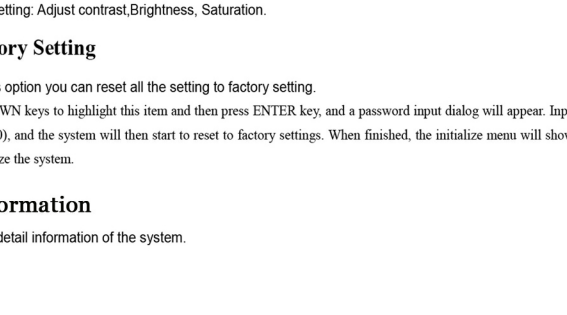 etting: Adjust contrast,Brightness, Saturation.
ory Setting
s option you can reset all the setting to factory setting.
WN keys to highlight this item and then press ENTER key, and a password input dialog will appear. Inp
0), and the system will then start to reset to factory settings. When finished, the initialize menu will show
ze the system.
ormation
detail information of the system.